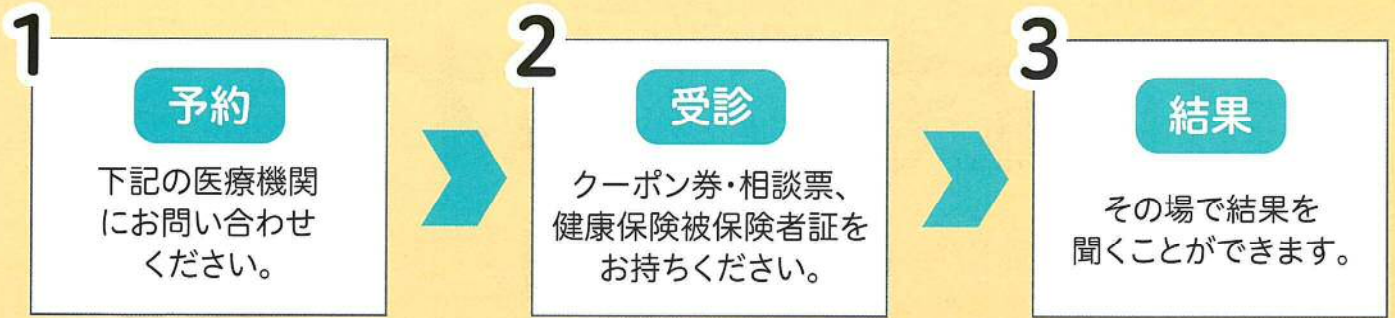 1
予約
下記の医療機関
にお問い合わせ
ください。
2
受診
クーポン券・相談票、
健康保険被保険者証を
お持ちください。
3
結果
その場で結果を
聞くことができます。